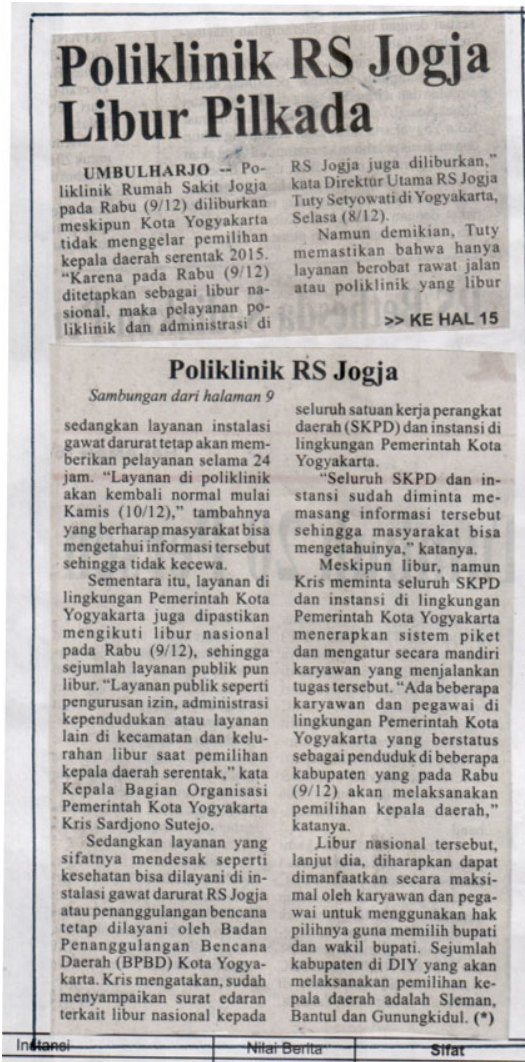 Poliklinik RS Jogja
Libur Pilkada
UMBULHARJO -- Po-
liklinik Rumah Sakit Jogja
pada Rabu (9/12) diliburkan
meskipun Kota Yogyakarta
tidak menggelar pemilihan
kepala daerah serentak 2015.
“Karena pada Rabu (9/12)
ditetapkan sebagai libur na-
sional, maka pelayanan po-
liklinik dan administrasi di
RS Jogja juga diliburkan,”
kata Direktur Utama RS Jogja
Tuty Setyowati di Yogyakarta,
Selasa (8/12).
Namun demikian, Tuty
memastikan bahwa hanya
layanan berobat rawat jalan
atau poliklinik yang libur
>> KE HAL 15
Poliklinik RS Jogja
Sambungan dari halaman 9
sedangkan layanan instalasi
gawat darurat tetap akan mem-
berikan pelayanan selama 24
jam. “Layanan di poliklinik
akan kembali normal mulai
Kamis (10/12),” tambahnya
yang berharap masyarakat bisa
mengetahui informasi tersebut
sehingga tidak kecewa.
Sementara itu, layanan di
lingkungan Pemerintah Kota
Yogyakarta juga dipastikan
mengikuti libur nasional
pada Rabu (9/12), sehingga
sejumlah layanan publik pun
libur. “Layanan publik seperti
pengurusan izin, administrasi
kependudukan atau layanan
lain di kecamatan dan kelu-
rahan libur saat pemilihan
kepala daerah serentak,” kata
Kepala Bagian Organisasi
Pemerintah Kota Yogyakarta
Kris Sardjono Sutejo.
Sedangkan layanan yang
sifatnya mendesak seperti
kesehatan bisa dilayani di in-
stalasi gawat darurat RS Jogja
atau penanggulangan bencana
tetap dilayani oleh Badan
Penanggulangan Bencana
Daerah (BPBD) Kota Yogya-
karta. Kris mengatakan, sudah
menyampaikan surat edaran
terkait libur nasional kepada
seluruh satuan kerja perangkat
daerah (SKPD) dan instansi di
lingkungan Pemerintah Kota
Yogyakarta.
“Seluruh SKPD dan in-
stansi sudah diminta me-
masang informasi tersebut
sehingga masyarakat bisa
mengetahuinya,” katanya.
Meskipun libur, namun
Kris meminta seluruh SKPD
dan instansi di lingkungan
Pemerintah Kota Yogyakarta
menerapkan sistem piket
dan mengatur secara mandiri
karyawan yang menjalankan
tugas tersebut. “Ada beberapa
karyawan dan pegawai di
lingkungan Pemerintah Kota
Yogyakarta yang berstatus
sebagai penduduk di beberapa
kabupaten yang pada Rabu
(9/12) akan melaksanakan
pemilihan kepala daerah,”
katanya.
Libur nasional tersebut,
lanjut dia, diharapkan dapat
dimanfaatkan secara maksi-
mal oleh karyawan dan pega-
wai untuk menggunakan hak
pilihnya guna memilih bupati
dan wakil bupati. Sejumlah
kabupaten di DIY yang akan
melaksanakan pemilihan ke-
pala daerah adalah Sleman,
Bantul dan Gunungkidul. (*)
Instansi Nilai Berita Sifat